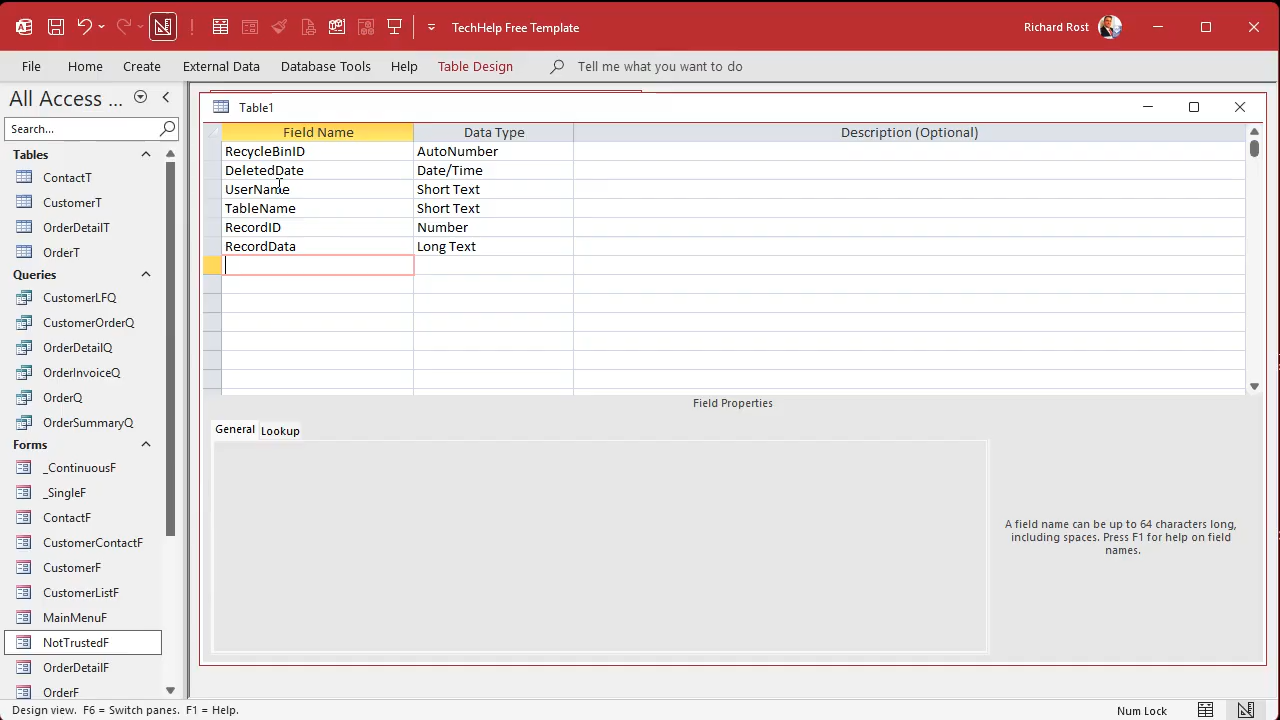 TechHelp Free Template
Richard Rost
File Home Create External Data Database Tools Help Table Design Tell me what you want to do
All Access ...
Search...
Tables
ContactT
CustomerT
OrderDetailT
OrderT
Queries
CustomerLFQ
CustomerOrderQ
OrderDetailQ
OrderInvoiceQ
OrderQ
OrderSummaryQ
Forms
_ContinuousF
_SingleF
ContactF
CustomerContactF
CustomerF
CustomerListF
MainMenuF
NotTrustedF
OrderDetailF
OrderF
Table1
Field Name Data Type Description (Optional)
RecycleBinID AutoNumber
DeletedDate Date/Time
UserName Short Text
TableName Short Text
RecordID Number
RecordData Long Text
Field Properties
General Lookup
A field name can be up to 64 characters long,
including spaces. Press F1 for help on field
names.
Design view. F6 = Switch panes. F1 = Help.
Num Lock